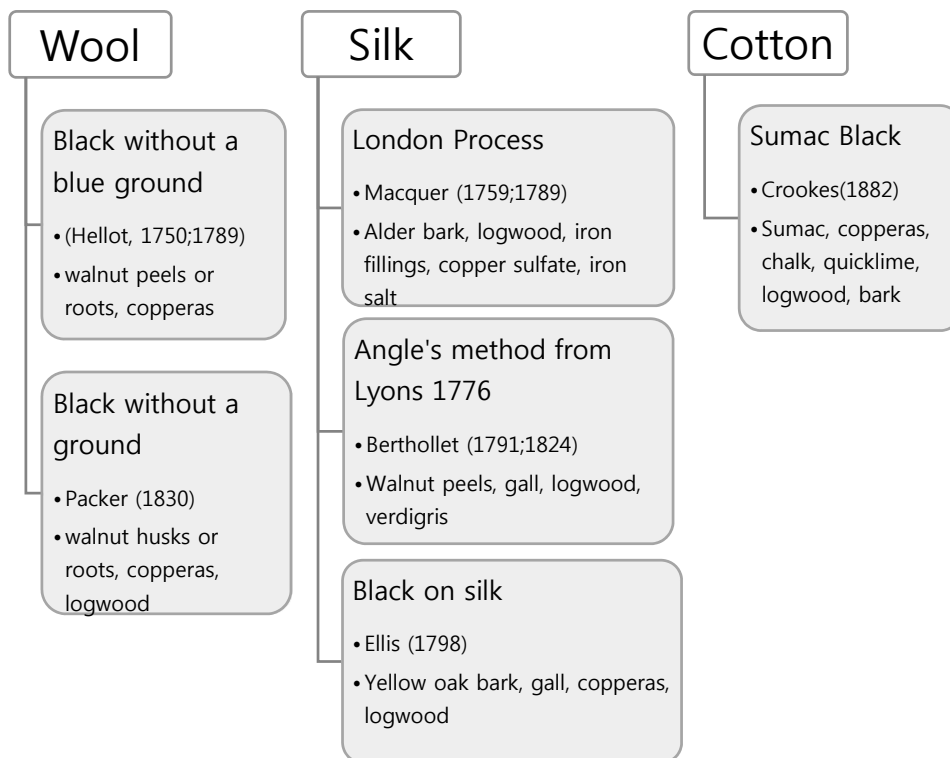 Wool
Black without a
blue ground
•(Hellot, 1750;1789)
•walnut peels or
roots, copperas
Black without a
ground
•Packer (1830)
•walnut husks or
roots, copperas,
logwood
Silk
London Process
•Macquer (1759;1789)
•Alder bark, logwood, iron
fillings, copper sulfate, iron
salt
Angle's method from
Lyons 1776
•Berthollet (1791;1824)
•Walnut peels, gall, logwood,
verdigris
Black on silk
•Ellis (1798)
•Yellow oak bark, gall, copperas,
logwood
Cotton
Sumac Black
•Crookes(1882)
•Sumac, copperas,
chalk, quicklime,
logwood, bark